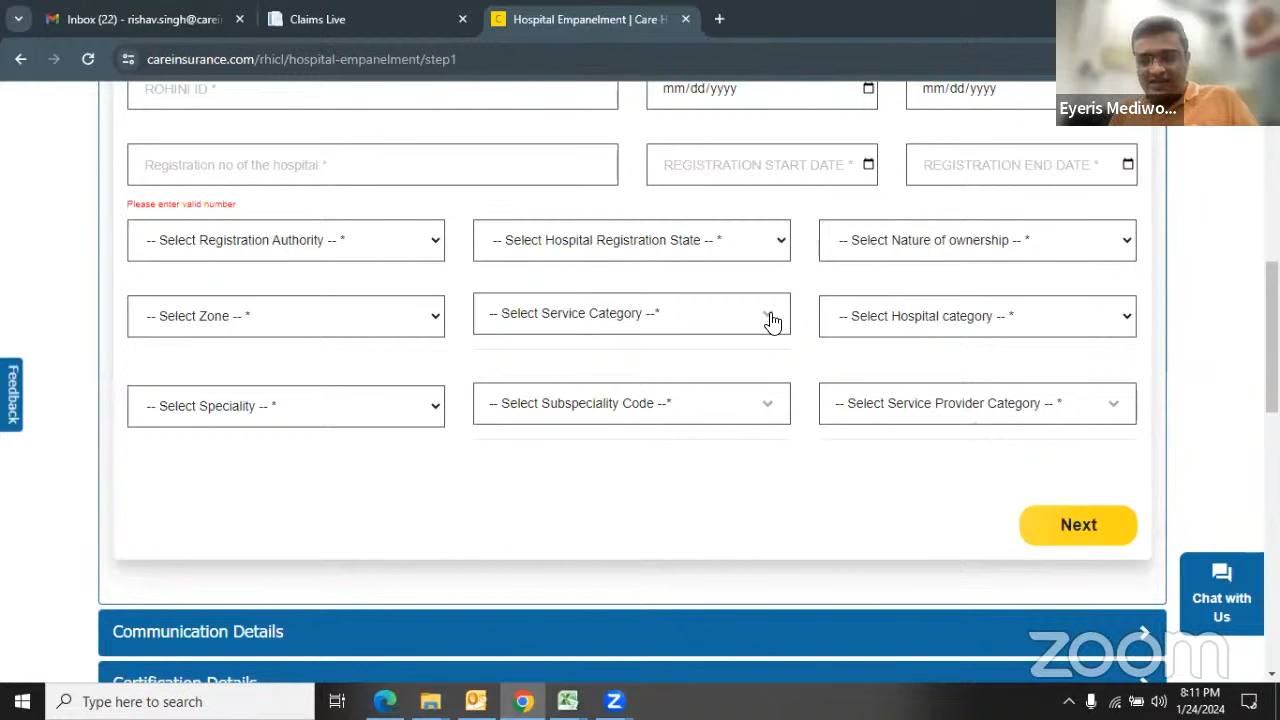 Inbox (22) - rishav.singh@carei
Claims Live
Hospital Empanelment | Care H
careinsurance.com/rhicl/hospital-empanelment/step1
Eyeris Mediwo...
ROHINI ID *
mm/dd/yyyy
mm/dd/yyyy
Registration no of the hospital *
REGISTRATION START DATE *
REGISTRATION END DATE *
Please enter valid number
-- Select Registration Authority -- *
-- Select Hospital Registration State -- *
-- Select Nature of ownership -- *
-- Select Zone -- *
-- Select Service Category --*
-- Select Hospital category -- *
-- Select Speciality -- *
-- Select Subspeciality Code --*
-- Select Service Provider Category -- *
Feedback
Next
Chat with
Us
Communication Details
zoom
Certification Details
Type here to search
8:11 PM
1/24/2024